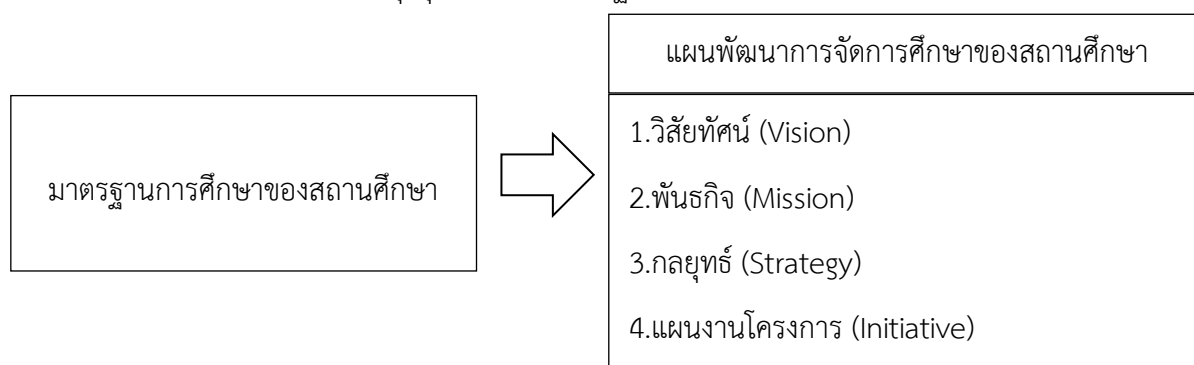 แผนพัฒนาการจัดการศึกษาของสถานศึกษา
มาตรฐานการศึกษาของสถานศึกษา
1.วิสัยทัศน์ (Vision)
2.พันธกิจ (Mission)
3.กลยุทธ์ (Strategy)
4.แผนงานโครงการ (Initiative)